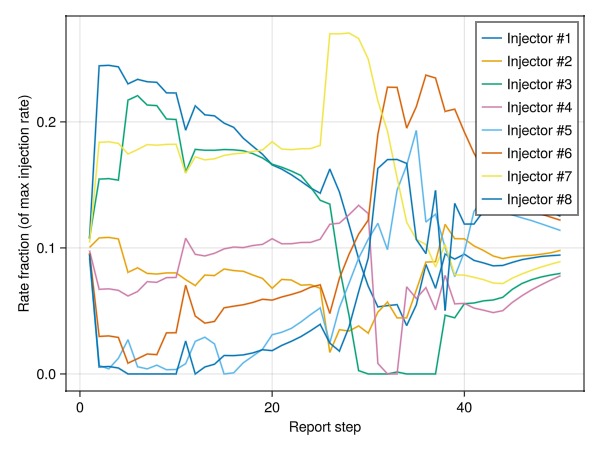 Rate fraction (of max injection rate)
0.2
0.1
0.0
0
20
40
Report step
Injector #1
Injector #2
Injector #3
Injector #4
Injector #5
Injector #6
Injector #7
Injector #8